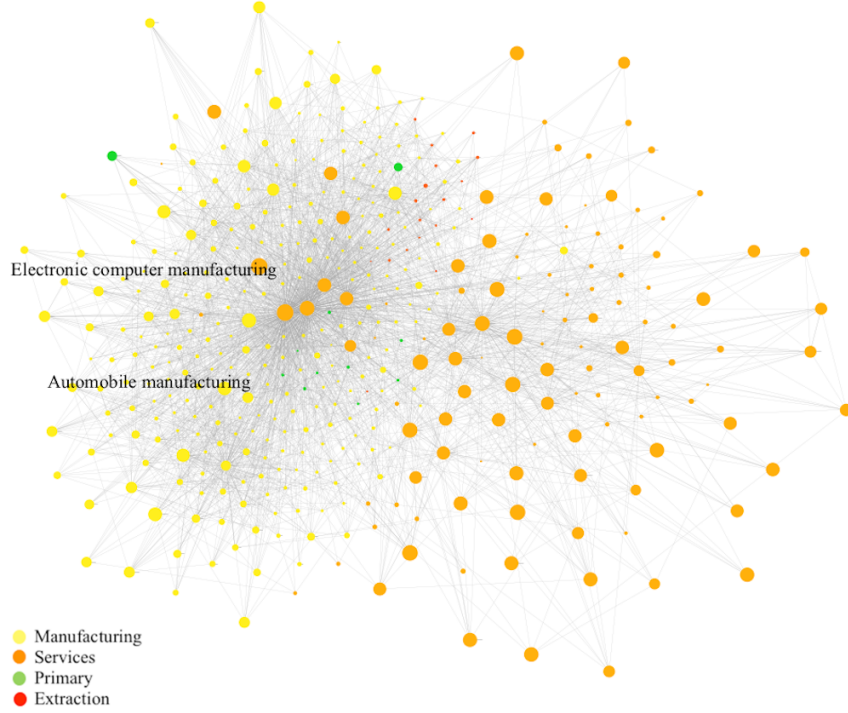 Electronic computer manufacturing
Automobile manufacturing
Manufacturing
Services
Primary
Extraction